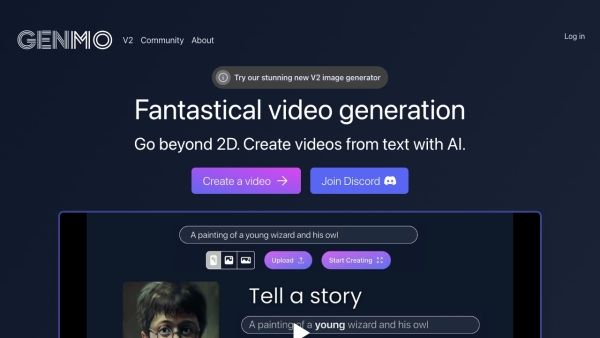 GENMO V2 Community About Log in
Try our stunning new V2 image generator
Fantastical video generation
Go beyond 2D. Create videos from text with AI.
Create a video → Join Discord
A painting of a young wizard and his owl
Upload Start Creating
Tell a story
A painting of a young wizard and his owl